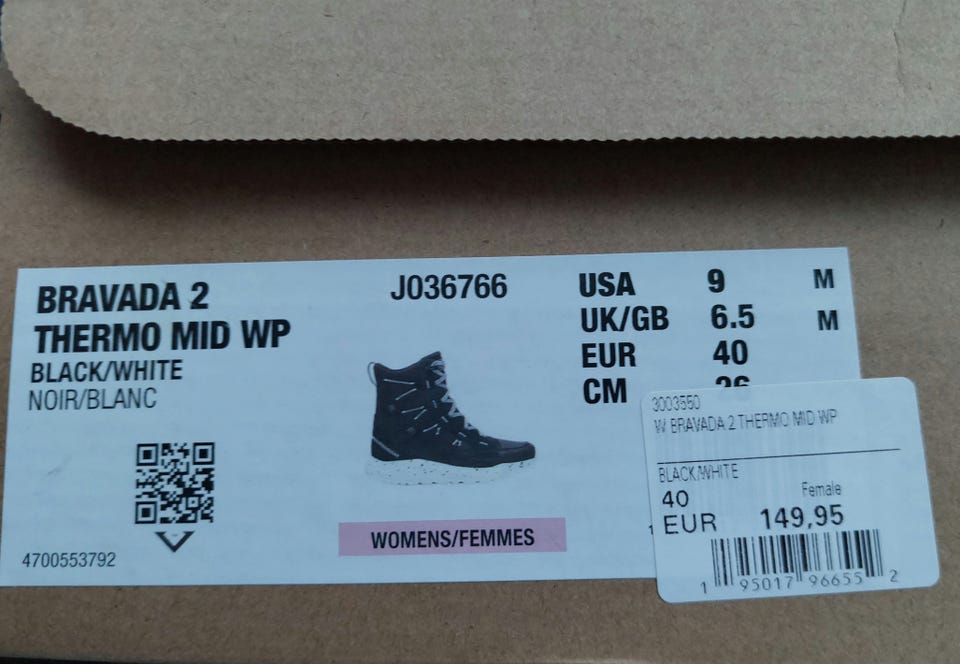 BRAVADA 2
THERMO MID WP
BLACK/WHITE
NOIR/BLANC
4700553792
J036766
WOMENS/FEMMES
USA 9 M
UK/GB 6.5 M
EUR 40
CM 26
3003550
W BRAVADA 2 THERMO MID WP
BLACK/WHITE
40 Female
EUR 149,95
1 95017 96655 2